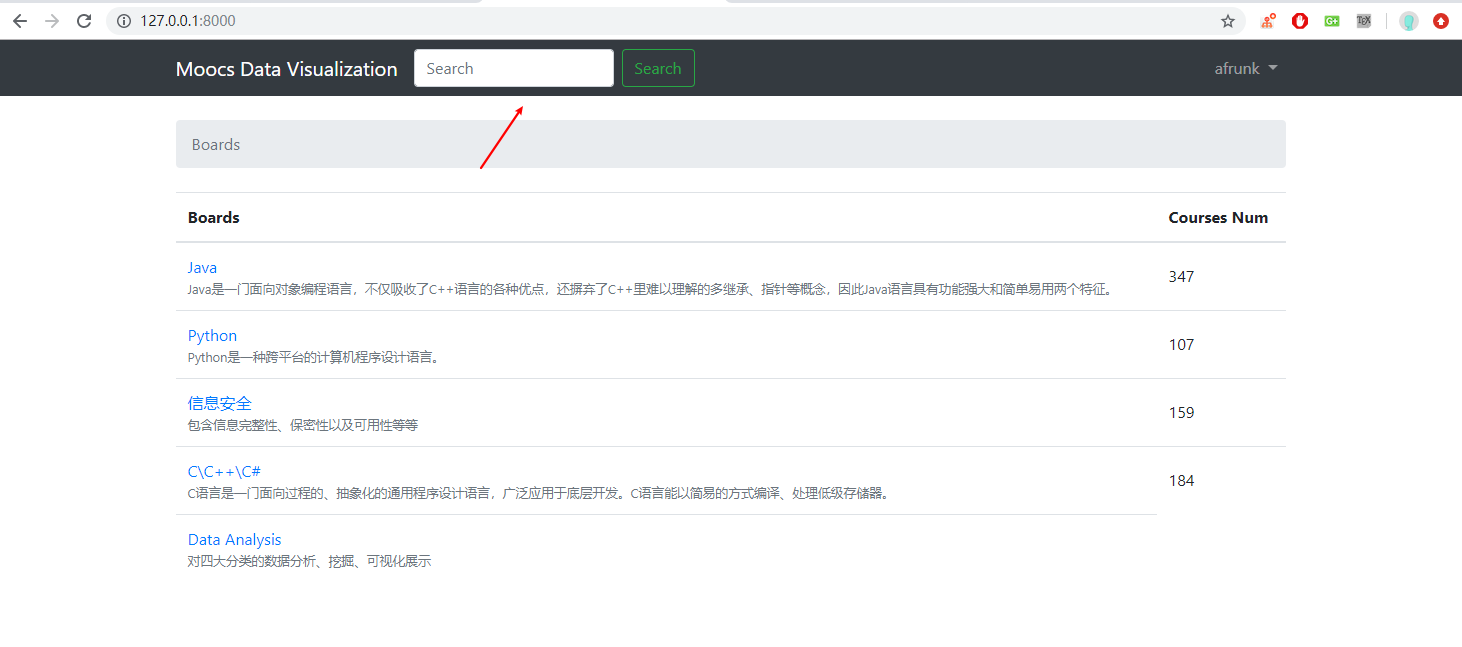 127.0.0.1:8000
G+
TEX
Moocs Data Visualization
Search
Search
afrunk
Boards
Boards
Courses Num
Java
Java是一门面向对象编程语言，不仅吸收了C++语言的各种优点，还摒弃了C++里难以理解的多继承、指针等概念，因此Java语言具有功能强大和简单易用两个特征。
347
Python
Python是一种跨平台的计算机程序设计语言。
107
信息安全
包含信息完整性、保密性以及可用性等等
159
C\C++\C#
C语言是一门面向过程的、抽象化的通用程序设计语言，广泛应用于底层开发。C语言能以简易的方式编译、处理低级存储器。
184
Data Analysis
对四大分类的数据分析、挖掘、可视化展示